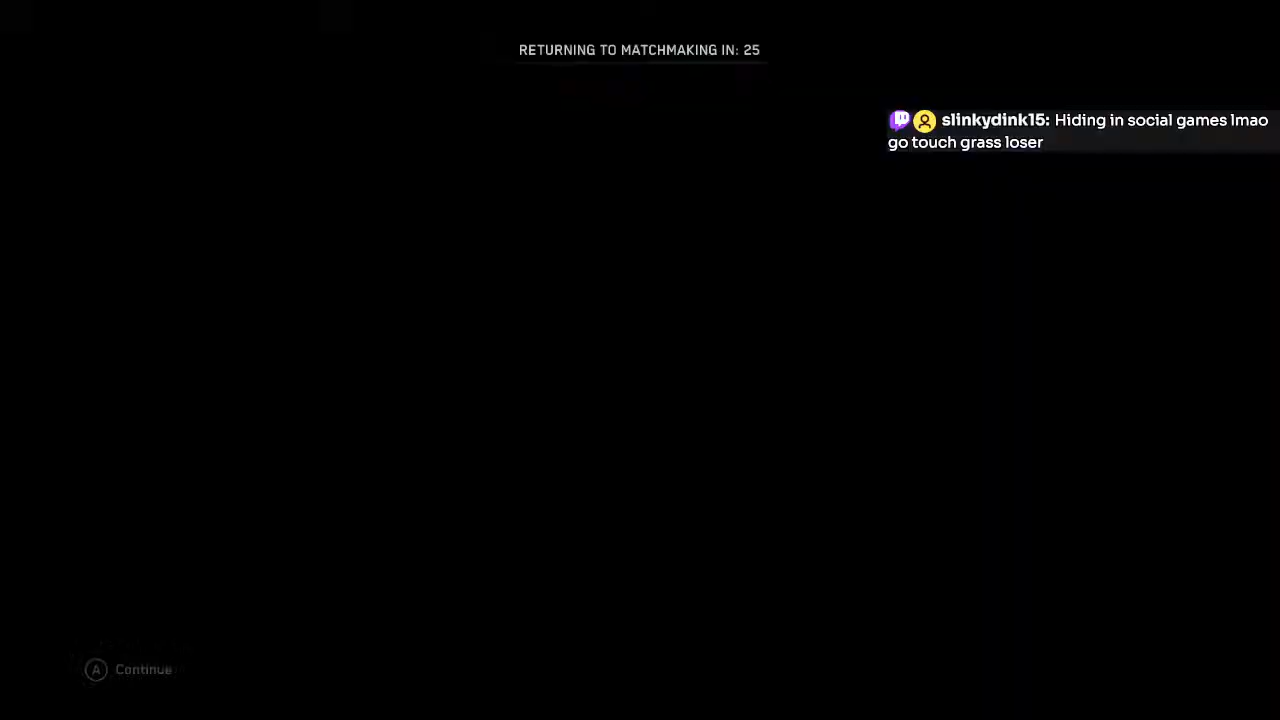 RETURNING TO MATCHMAKING IN: 25
slinkydink15: Hiding in social games lmao
go touch grass loser
A Continue